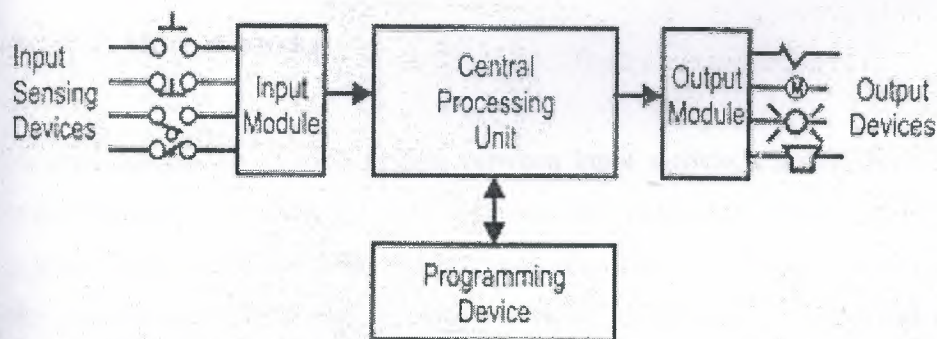 Input
Sensing
Devices
Input
Module
Central
Processing
Unit
Output
Module
M
Output
Devices
Programming
Device